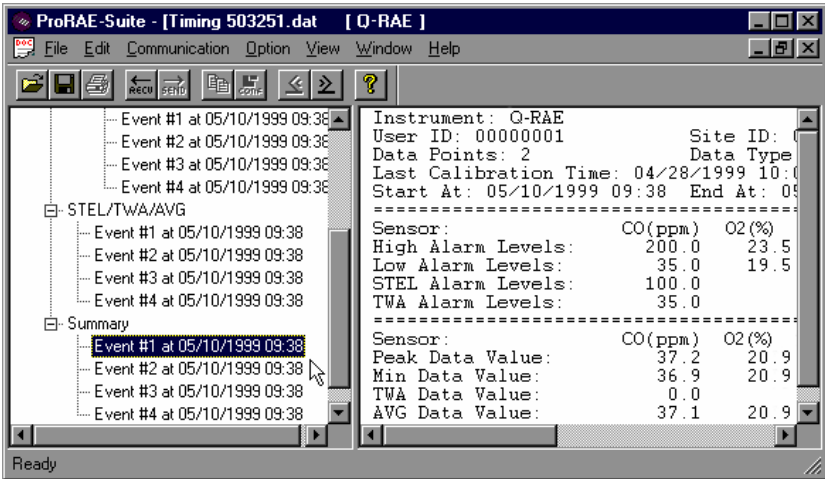 ProRAE-Suite - [Timing 503251.dat [ Q-RAE ]
File Edit Communication Option View Window Help
RECV SEND CONF
Event #1 at 05/10/1999 09:38
Event #2 at 05/10/1999 09:38
Event #3 at 05/10/1999 09:38
Event #4 at 05/10/1999 09:38
STEL/TWA/AVG
Event #1 at 05/10/1999 09:38
Event #2 at 05/10/1999 09:38
Event #3 at 05/10/1999 09:38
Event #4 at 05/10/1999 09:38
Summary
Event #1 at 05/10/1999 09:38
Event #2 at 05/10/1999 09:38
Event #3 at 05/10/1999 09:38
Event #4 at 05/10/1999 09:38
Instrument: Q-RAE
User ID: 00000001 Site ID:
Data Points: 2 Data Type
Last Calibration Time: 04/28/1999 10:
Start At: 05/10/1999 09:38 End At:
==============================================
Sensor: CO(ppm) O2(%)
High Alarm Levels: 200.0 23.5
Low Alarm Levels: 35.0 19.5
STEL Alarm Levels: 100.0
TWA Alarm Levels: 35.0
==============================================
Sensor: CO(ppm) O2(%)
Peak Data Value: 37.2 20.9
Min Data Value: 36.9 20.9
TWA Data Value: 0.0
AVG Data Value: 37.1 20.9
Ready